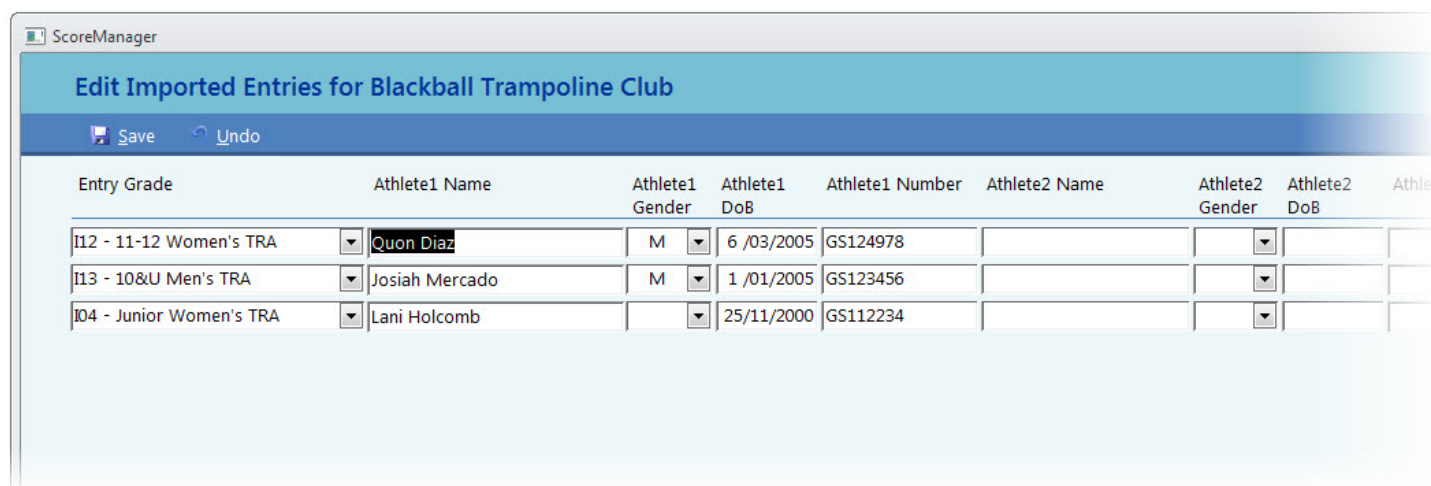 ScoreManager
Edit Imported Entries for Blackball Trampoline Club
Save Undo
Entry Grade Athlete1 Name Athlete1 Gender Athlete1 DoB Athlete1 Number Athlete2 Name Athlete2 Gender Athlete2 DoB Athle
I12 - 11-12 Women's TRA Quon Diaz M 6 /03/2005 GS124978
I13 - 10&U Men's TRA Josiah Mercado M 1 /01/2005 GS123456
I04 - Junior Women's TRA Lani Holcomb 25/11/2000 GS112234